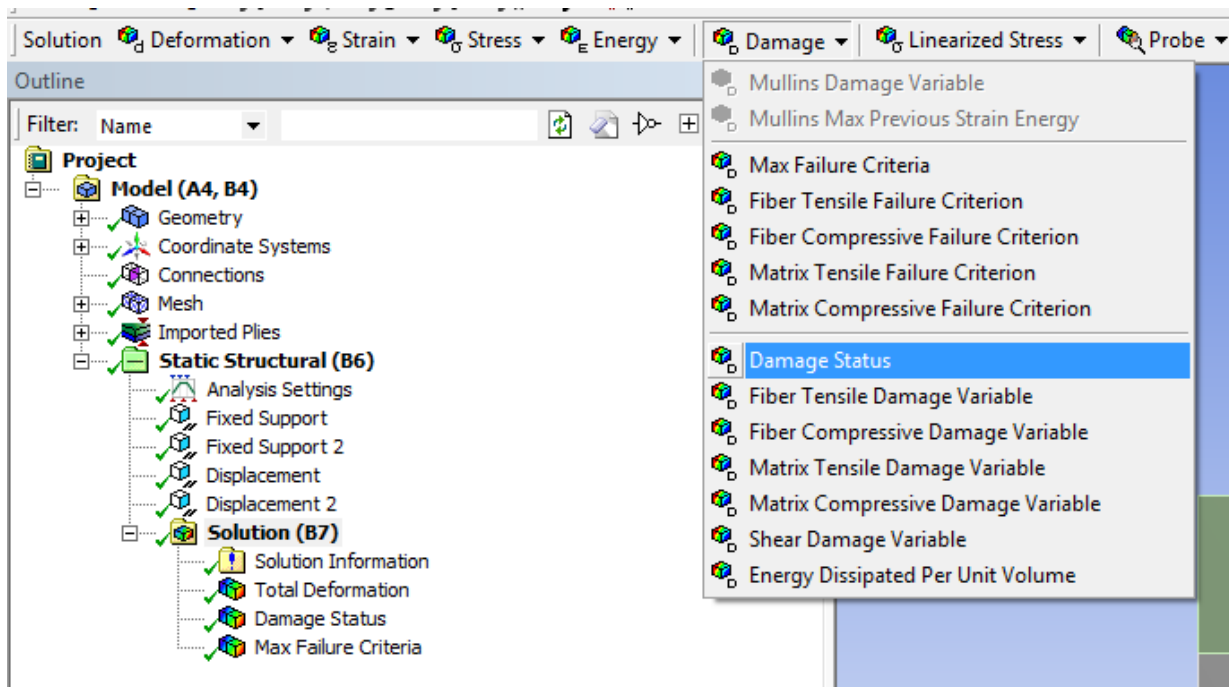 Solution Deformation Strain Stress Energy Damage Linearized Stress Probe
Outline
Filter: Name
Project
Model (A4, B4)
Geometry
Coordinate Systems
Connections
Mesh
Imported Plies
Static Structural (B6)
Analysis Settings
Fixed Support
Fixed Support 2
Displacement
Displacement 2
Solution (B7)
Solution Information
Total Deformation
Damage Status
Max Failure Criteria
Mullins Damage Variable
Mullins Max Previous Strain Energy
Max Failure Criteria
Fiber Tensile Failure Criterion
Fiber Compressive Failure Criterion
Matrix Tensile Failure Criterion
Matrix Compressive Failure Criterion
Damage Status
Fiber Tensile Damage Variable
Fiber Compressive Damage Variable
Matrix Tensile Damage Variable
Matrix Compressive Damage Variable
Shear Damage Variable
Energy Dissipated Per Unit Volume